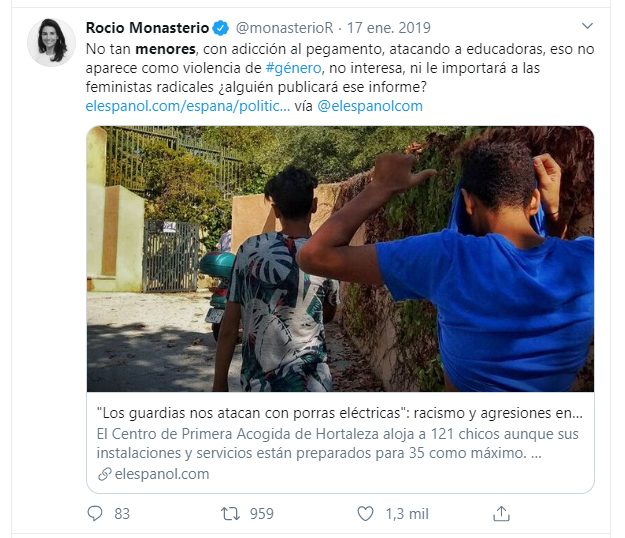 Rocio Monasterio @monasterioR · 17 ene. 2019
No tan menores, con adicción al pegamento, atacando a educadoras, eso no
aparece como violencia de #género, no interesa, ni le importará a las
feministas radicales ¿alguién publicará ese informe?
elespanol.com/espana/politic... vía @elespanolcom
"Los guardias nos atacan con porras eléctricas": racismo y agresiones en...
El Centro de Primera Acogida de Hortaleza aloja a 121 chicos aunque sus
instalaciones y servicios están preparados para 35 como máximo. ...
elespanol.com
83 959 1,3 mil